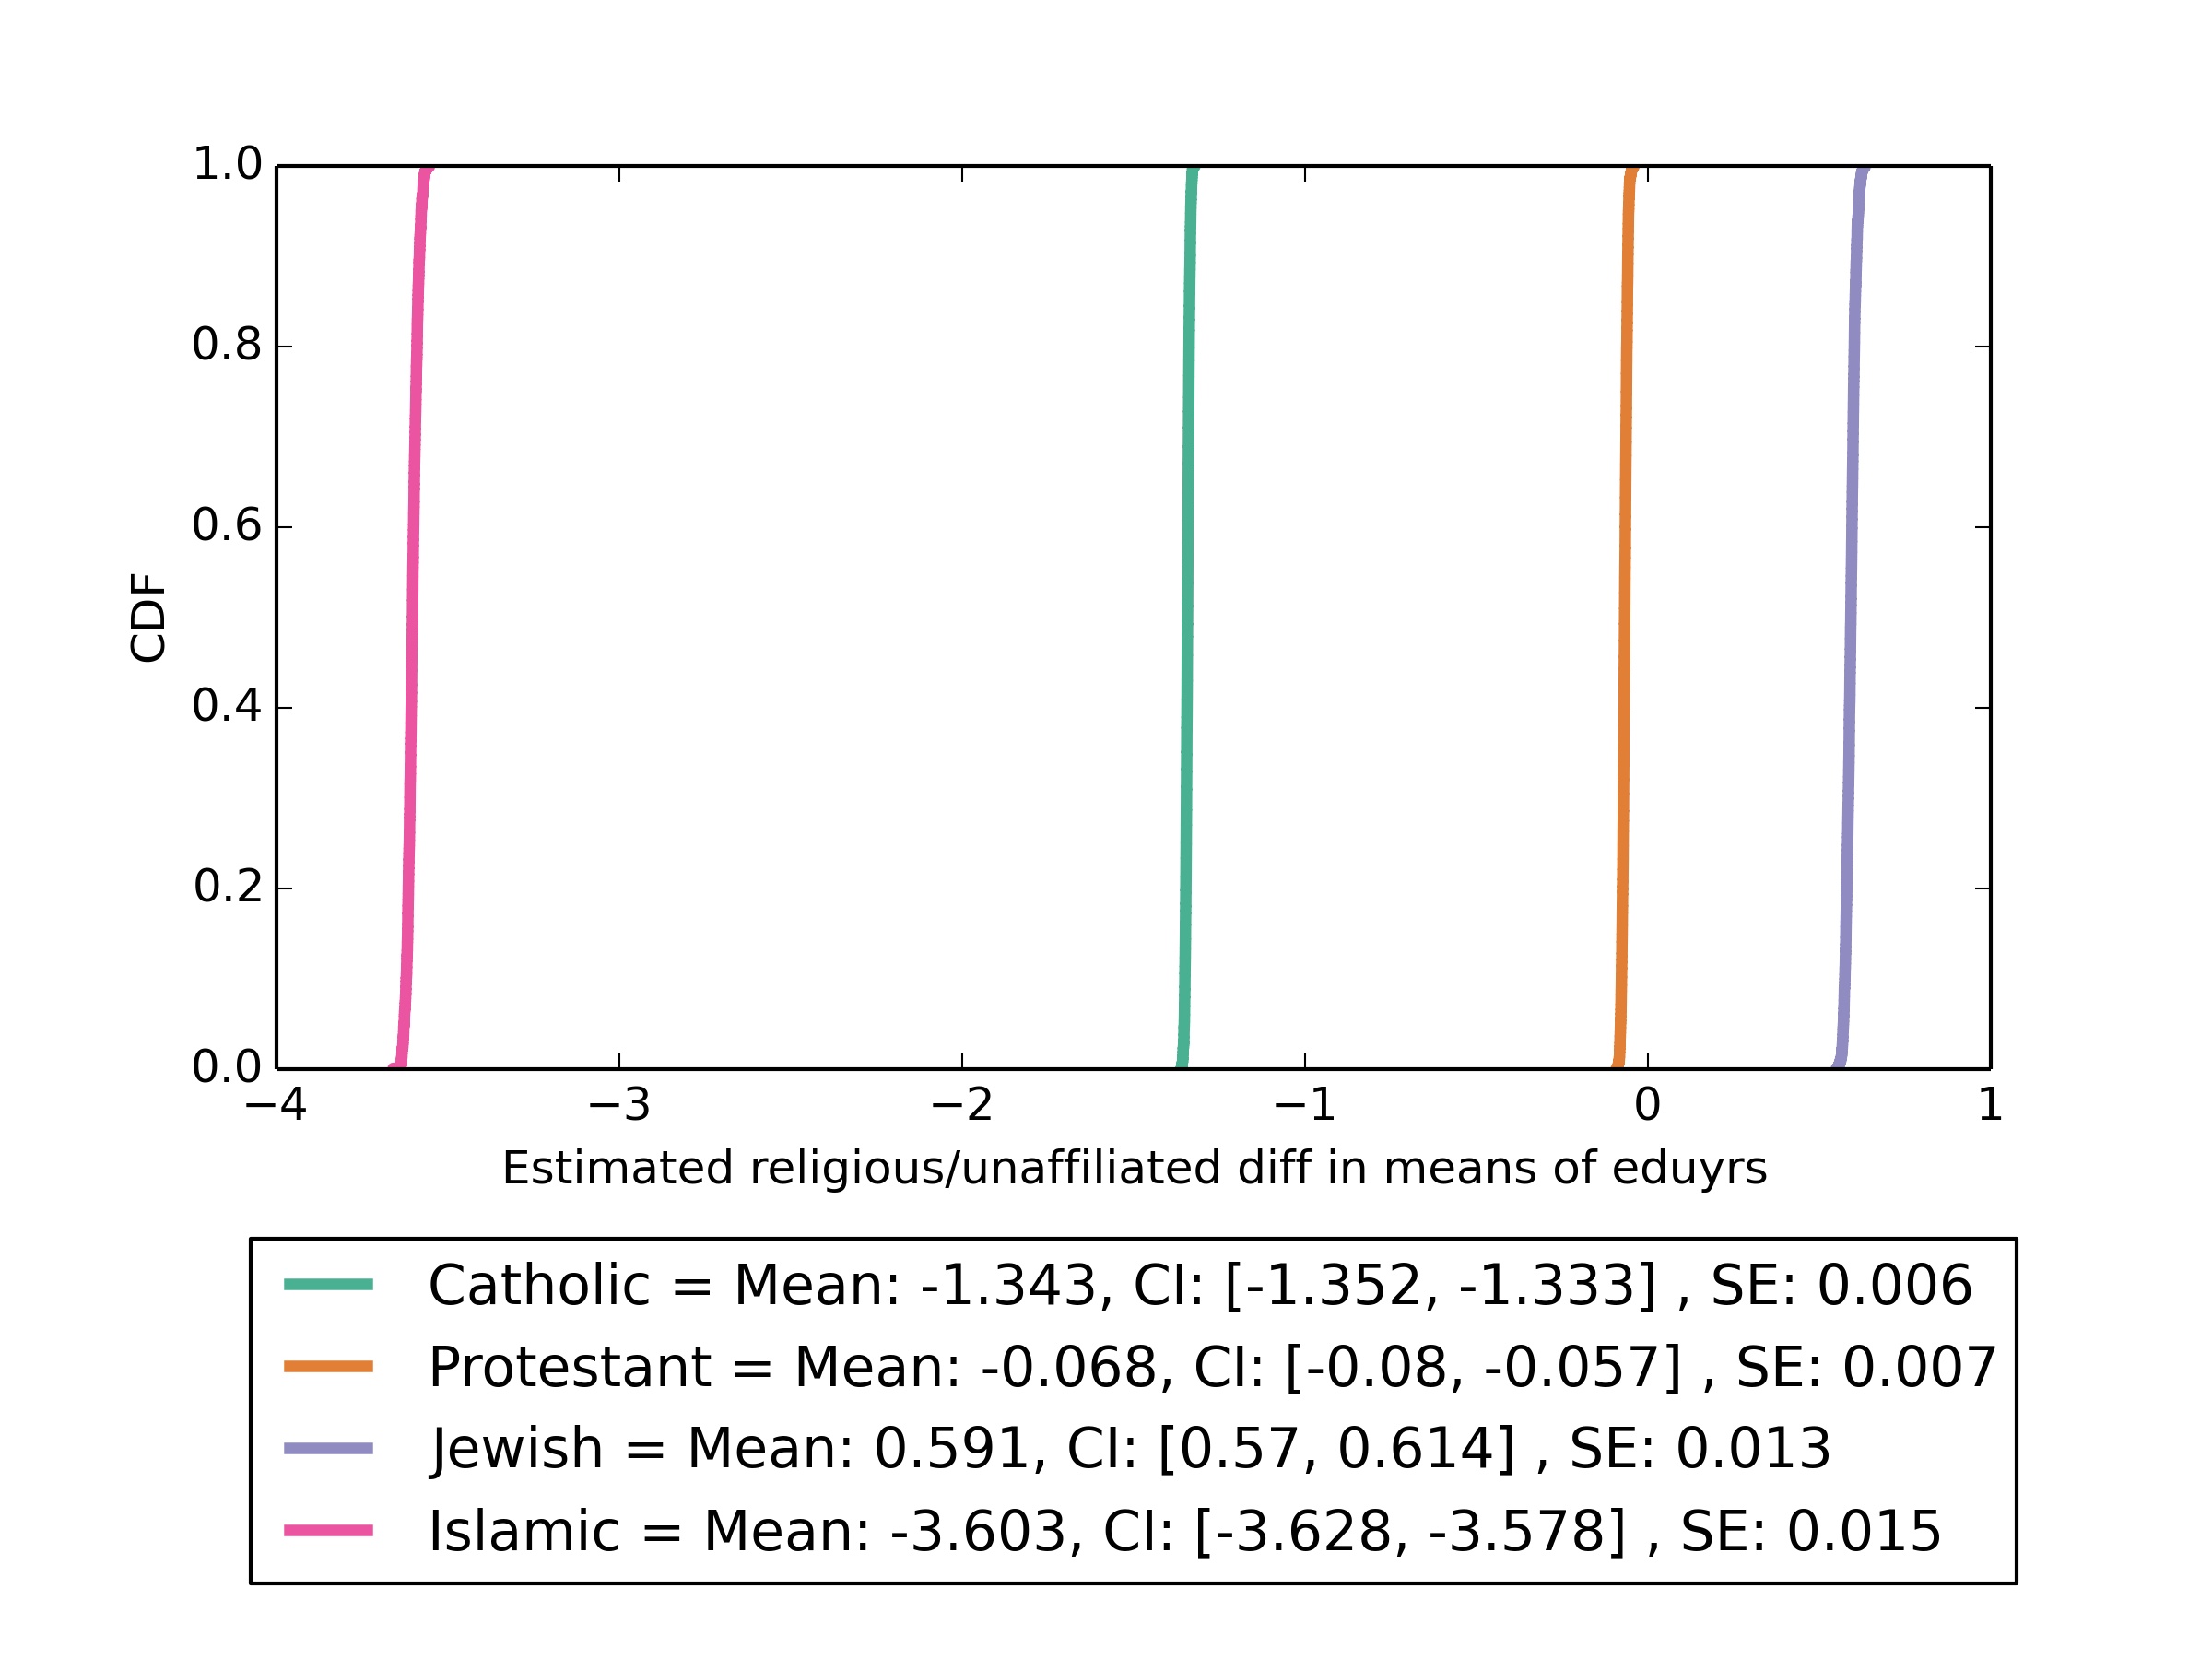 1.0
0.8
0.6
0.4
0.2
0.0
CDF
−4 −3 −2 −1 0 1
Estimated religious/unaffiliated diff in means of eduyrs
Catholic = Mean: -1.343, CI: [-1.352, -1.333] , SE: 0.006
Protestant = Mean: -0.068, CI: [-0.08, -0.057] , SE: 0.007
Jewish = Mean: 0.591, CI: [0.57, 0.614] , SE: 0.013
Islamic = Mean: -3.603, CI: [-3.628, -3.578] , SE: 0.015